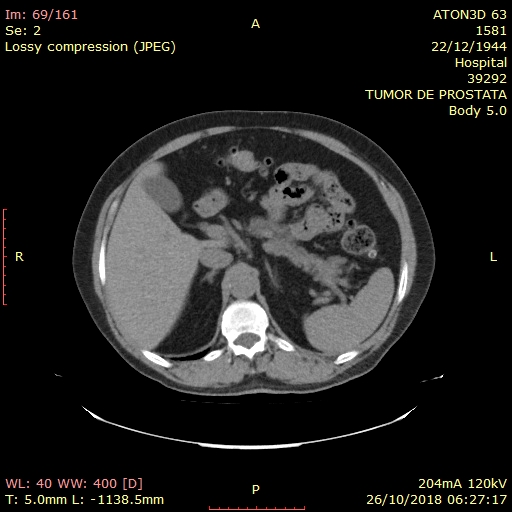 Im: 69/161
Se: 2
Lossy compression (JPEG)
A
ATON3D 63
1581
22/12/1944
Hospital
39292
TUMOR DE PROSTATA
Body 5.0
R
L
WL: 40 WW: 400 [D]
T: 5.0mm L: -1138.5mm
P
204mA 120kV
26/10/2018 06:27:17